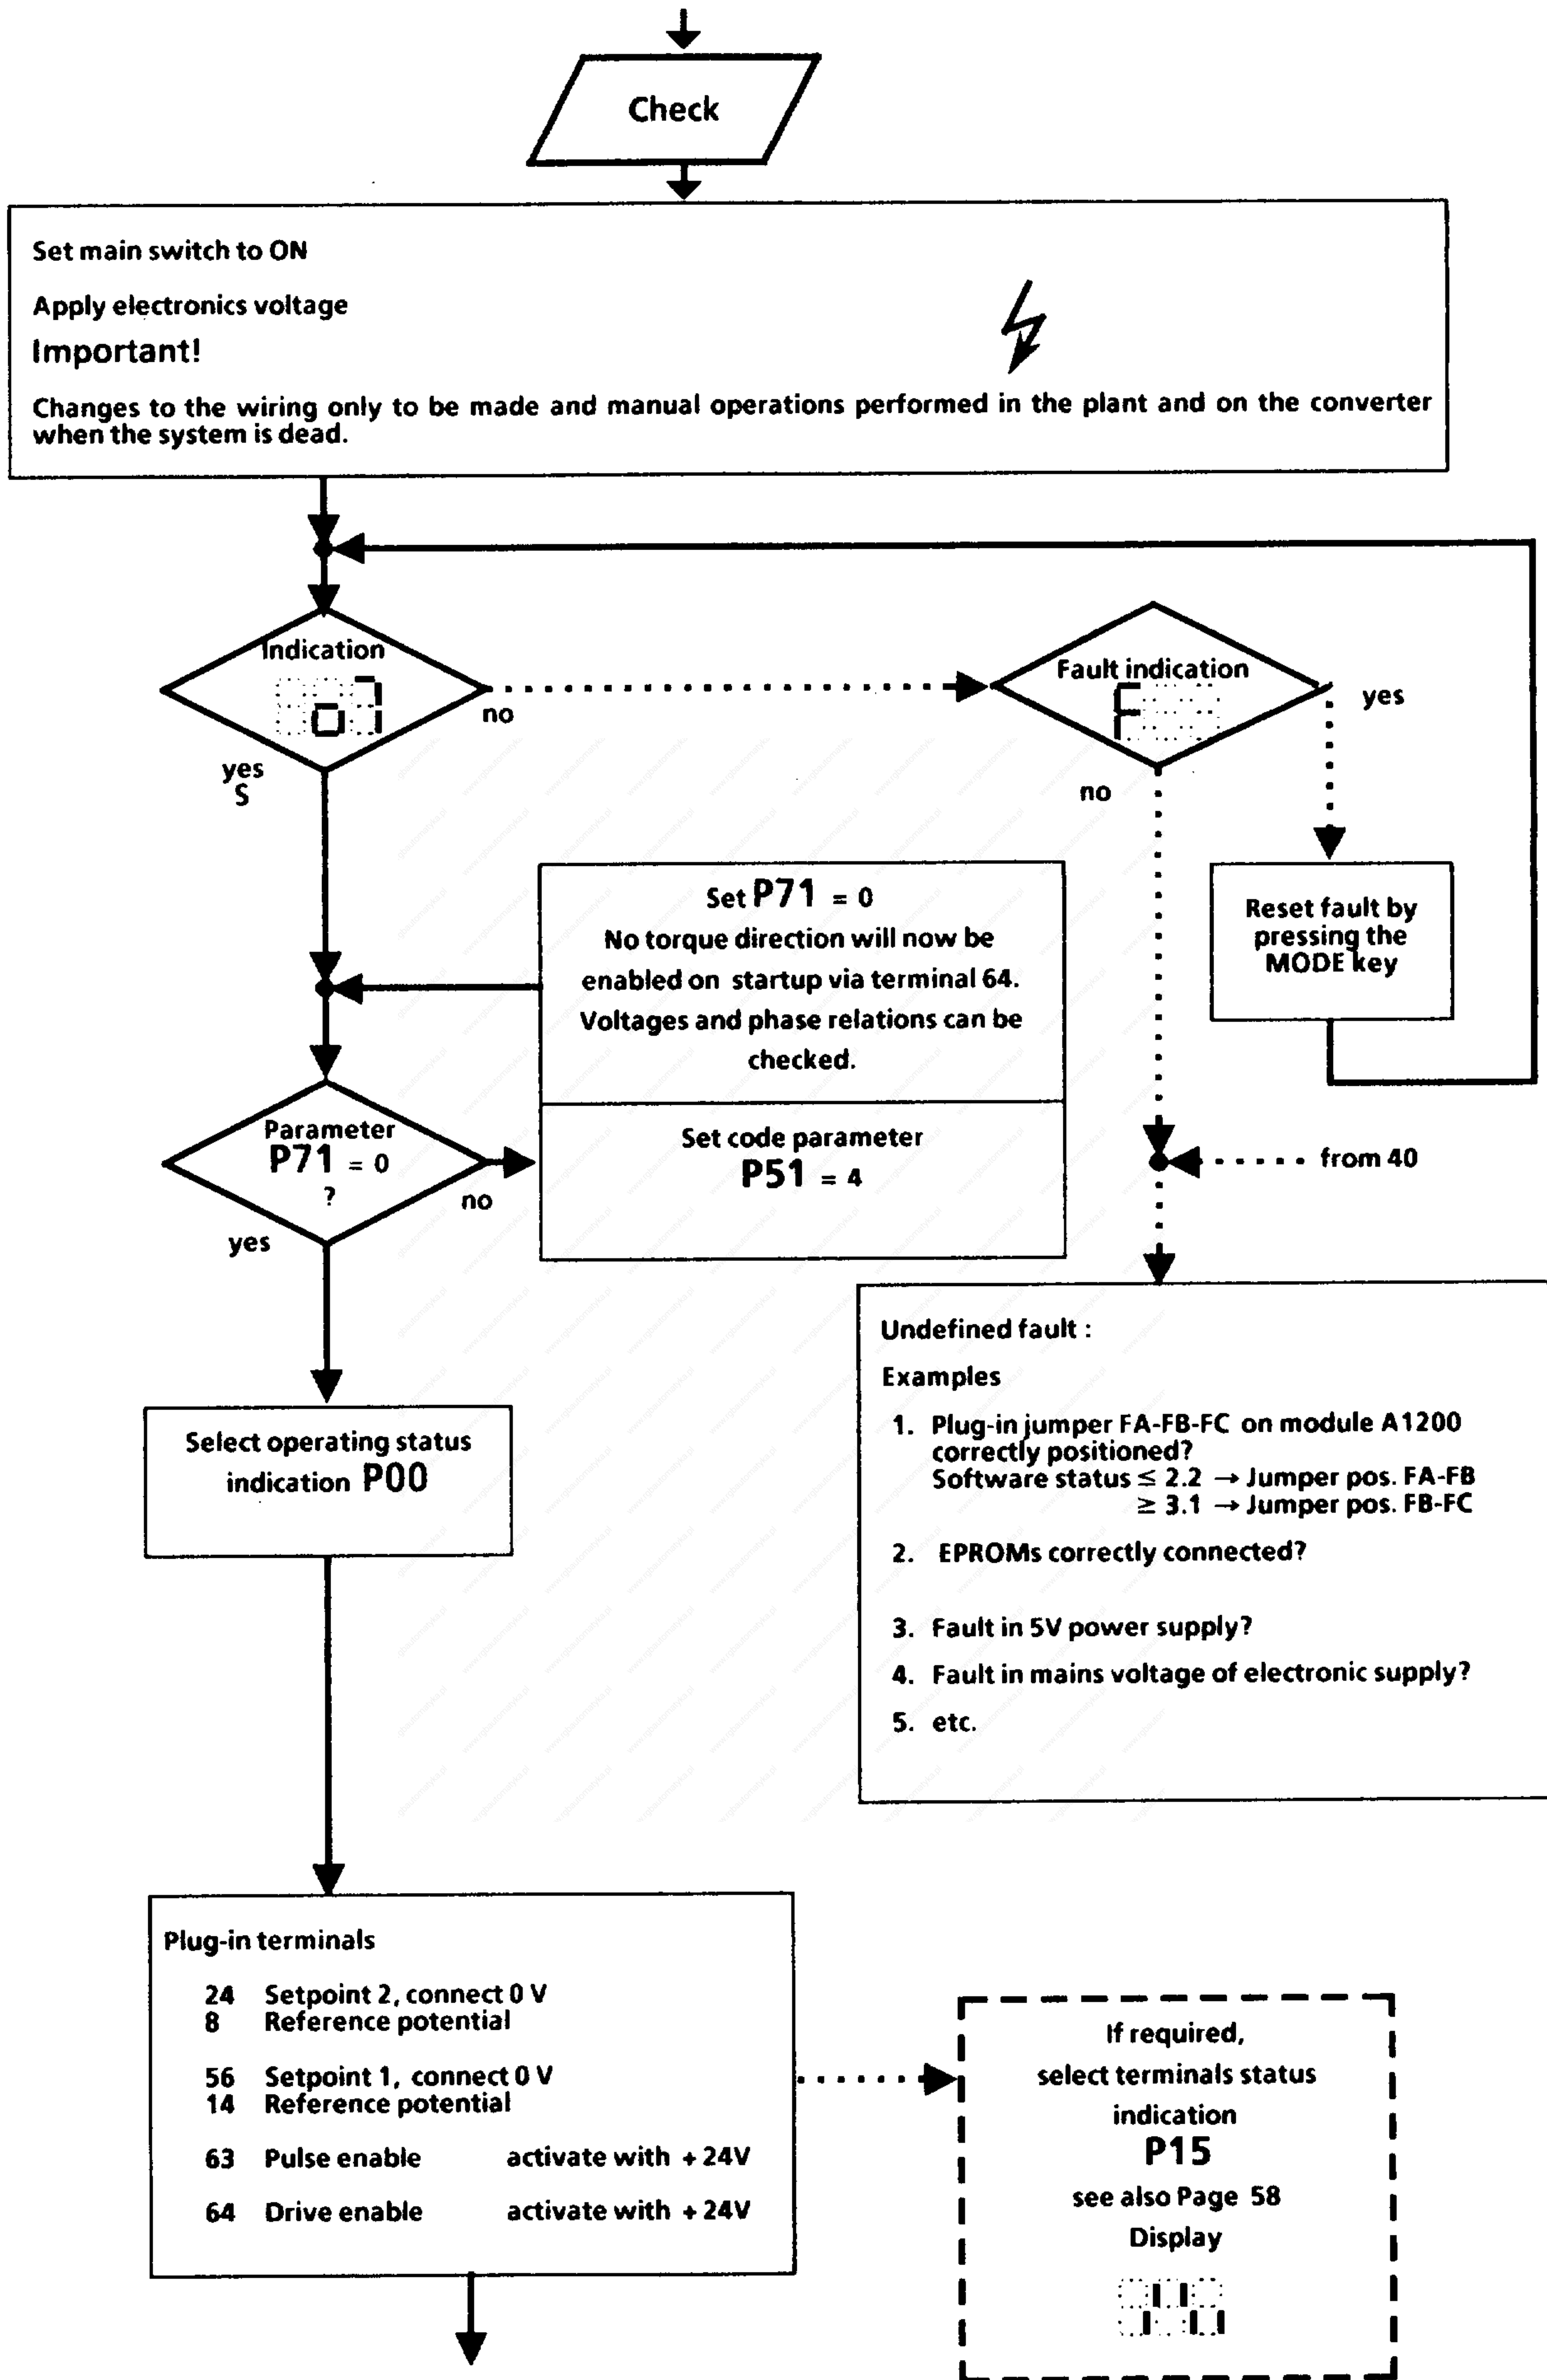 Check
Set main switch to ON
Apply electronics voltage
Important!
Changes to the wiring only to be made and manual operations performed in the plant and on the converter
when the system is dead.
Indication
no
yes
S
Fault indication
F
yes
no
Reset fault by
pressing the
MODE key
Set P71 = 0
No torque direction will now be
enabled on startup via terminal 64.
Voltages and phase relations can be
checked.
Set code parameter
P51 = 4
Parameter
P71 = 0
?
no
yes
from 40
Select operating status
indication P00
Undefined fault :
Examples
1. Plug-in jumper FA-FB-FC on module A1200
correctly positioned?
Software status ≤ 2.2 → Jumper pos. FA-FB
≥ 3.1 → Jumper pos. FB-FC
2. EPROMs correctly connected?
3. Fault in 5V power supply?
4. Fault in mains voltage of electronic supply?
5. etc.
Plug-in terminals
24 Setpoint 2, connect 0 V
8 Reference potential
56 Setpoint 1, connect 0 V
14 Reference potential
63 Pulse enable activate with + 24V
64 Drive enable activate with + 24V
If required,
select terminals status
indication
P15
see also Page 58
Display